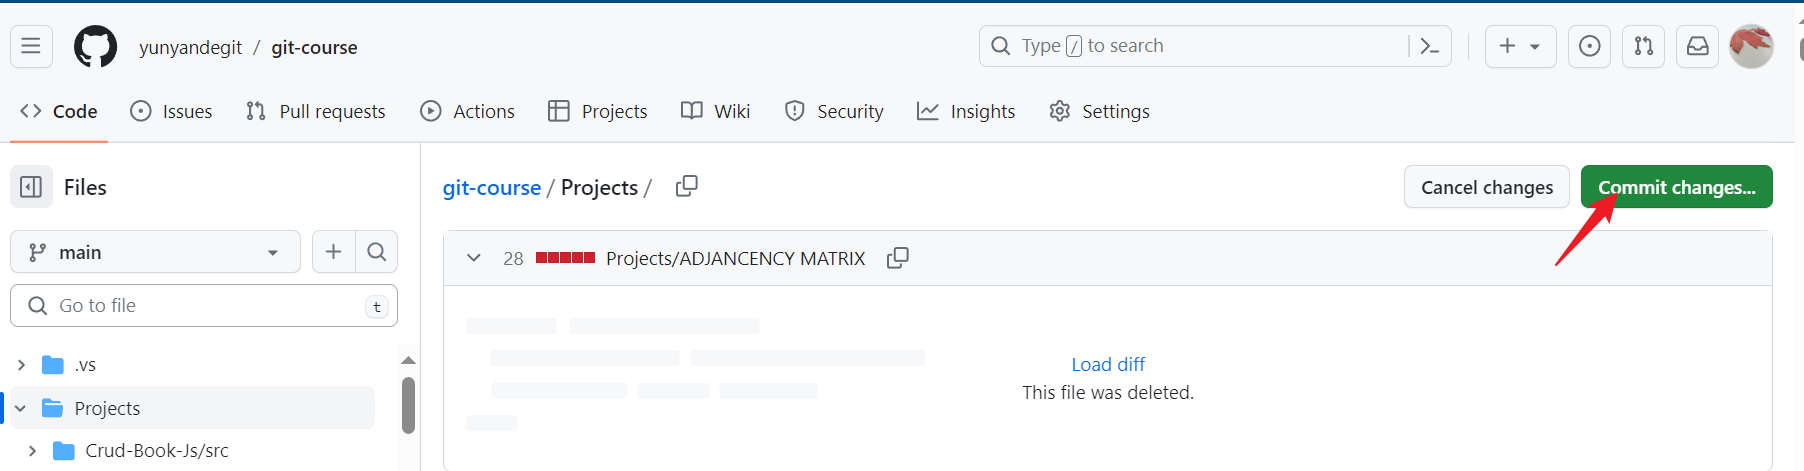 yunyandegit / git-course
Type / to search
Code Issues Pull requests Actions Projects Wiki Security Insights Settings
Files
git-course / Projects /
Cancel changes
Commit changes...
main
28 Projects/ADJANCENCY MATRIX
Go to file t
.vs
Load diff
This file was deleted.
Projects
Crud-Book-Js/src